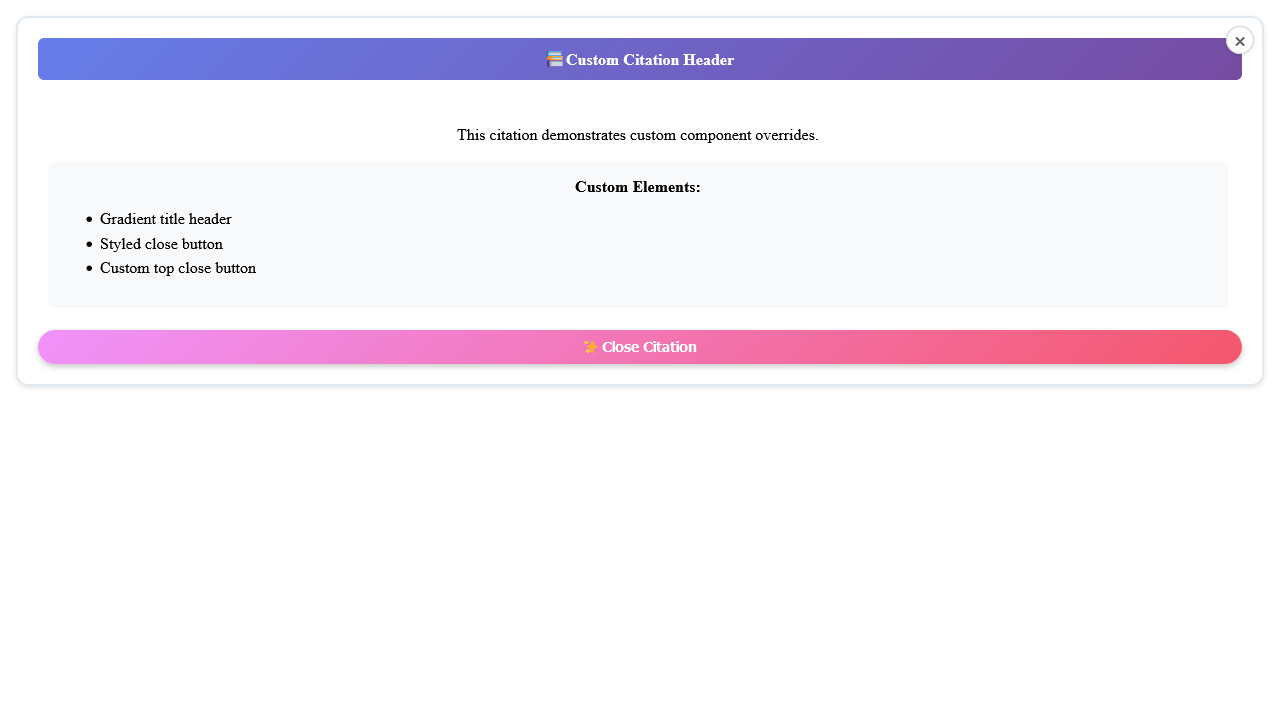 📚 Custom Citation Header
×
This citation demonstrates custom component overrides.
Custom Elements:
• Gradient title header
• Styled close button
• Custom top close button
✨ Close Citation